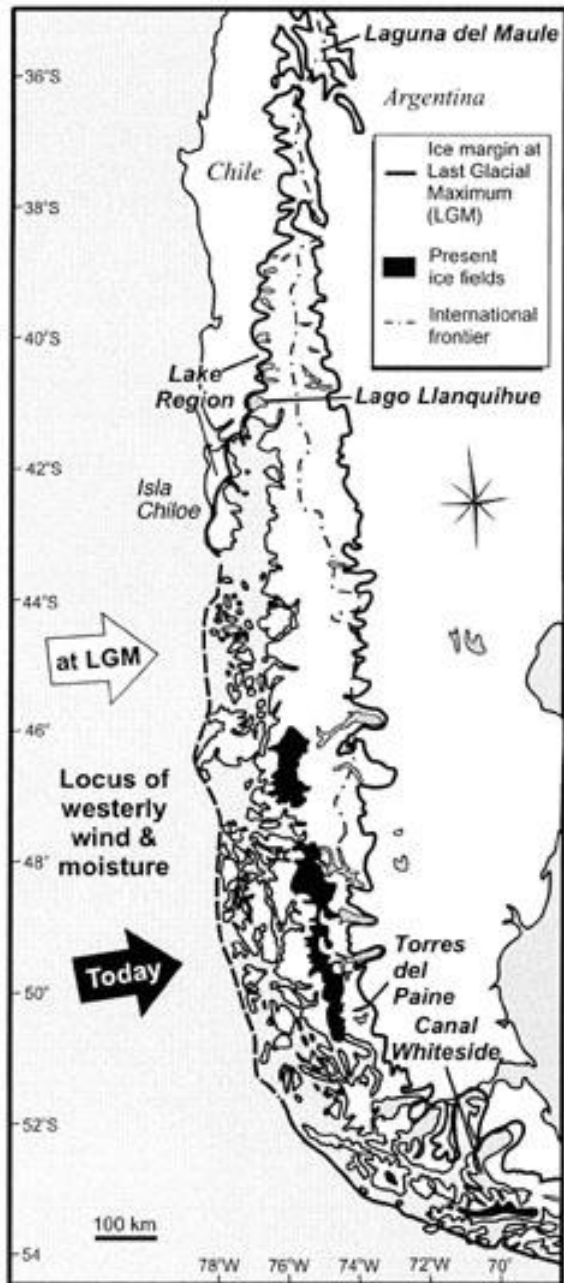 Laguna del Maule
36°S
Argentina
Ice margin at
Last Glacial
Maximum
(LGM)
Chile
38°S
Present
ice fields
International
frontier
40°S
Lake
Region
Lago Llanquihue
42°S
Isla
Chiloe
44°S
at LGM
46°
Locus of
westerly
wind &
moisture
48°
Today
Torres
del
Paine
50°
Canal
Whiteside
52°S
100 km
54
78°W
76°W
74°W
72°W
70°